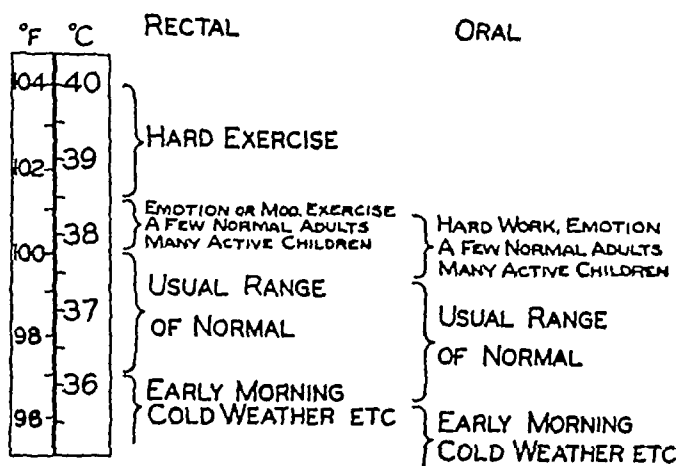 °F °C RECTAL ORAL
104 40
HARD EXERCISE
102 39
EMOTION OR MOD. EXERCISE
A FEW NORMAL ADULTS
MANY ACTIVE CHILDREN
38
HARD WORK, EMOTION
A FEW NORMAL ADULTS
MANY ACTIVE CHILDREN
100
USUAL RANGE
OF NORMAL
37
USUAL RANGE
OF NORMAL
98
36
EARLY MORNING
COLD WEATHER ETC
96
EARLY MORNING
COLD WEATHER ETC